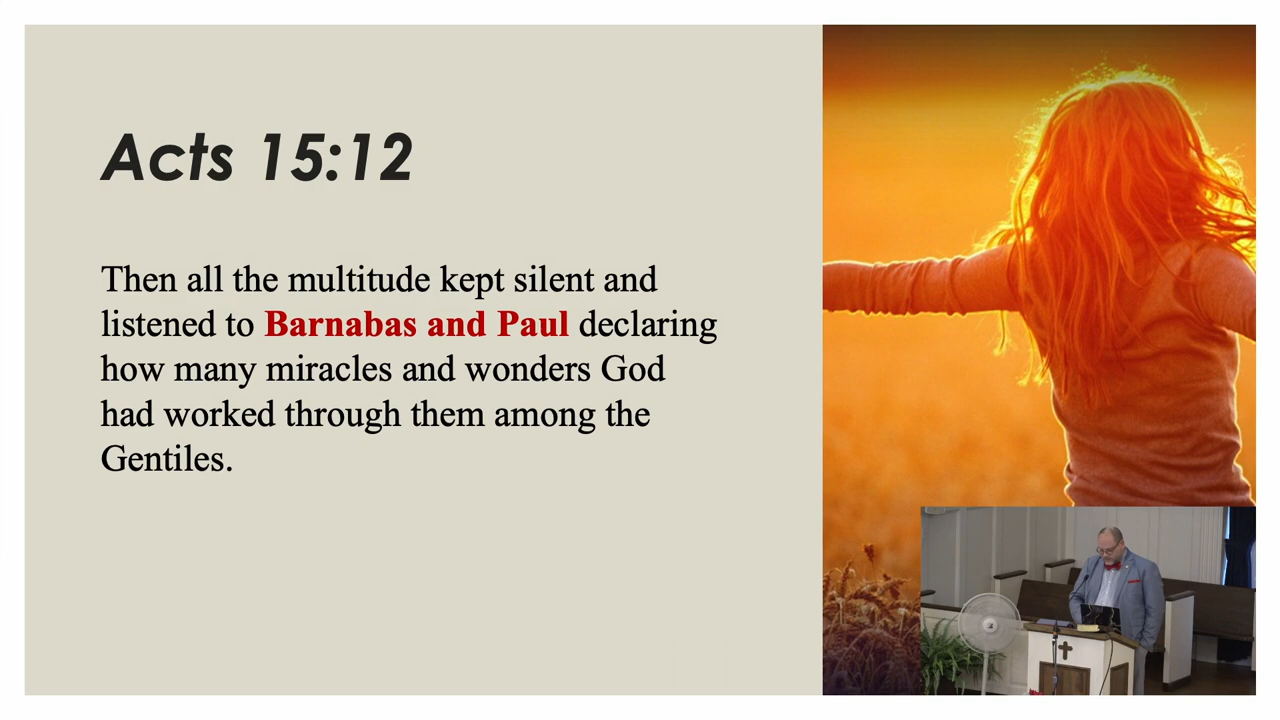 Acts 15:12
Then all the multitude kept silent and
listened to Barnabas and Paul declaring
how many miracles and wonders God
had worked through them among the
Gentiles.